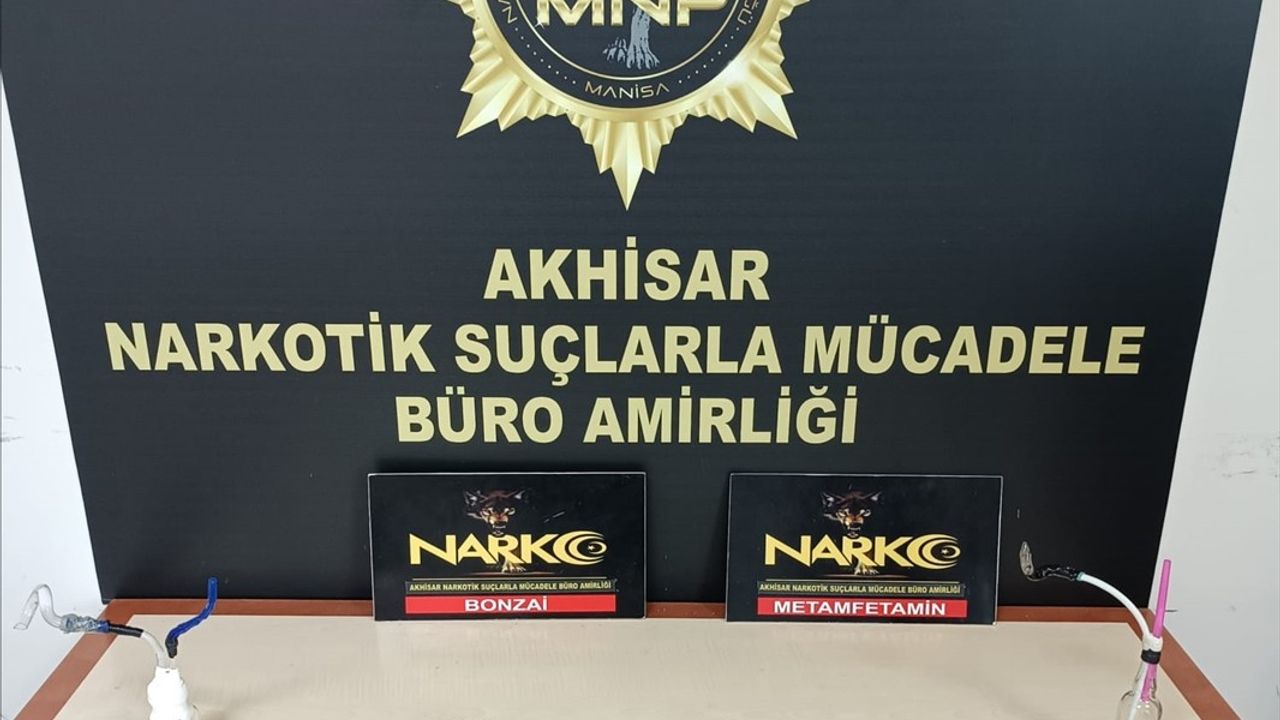 MNP
MANİSA
AKHİSAR
NARKOTİK SUÇLARLA MÜCADELE
BÜRO AMİRLİĞİ
NARKO
AKHİSAR NARKOTİK SUÇLARLA MÜCADELE BÜRO AMİRLİĞİ
BONZAİ
NARKO
AKHİSAR NARKOTİK SUÇLARLA MÜCADELE BÜRO AMİRLİĞİ
METAMFETAMİN